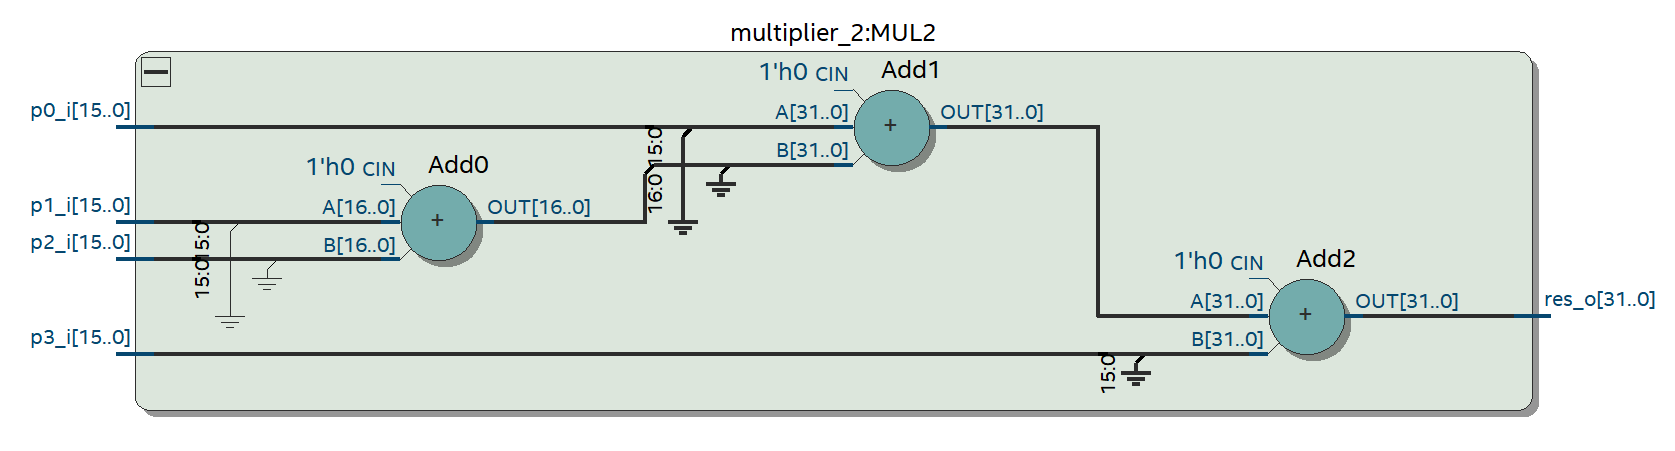 multiplier_2:MUL2
1'h0 CIN
Add1
p0_i[15..0]
A[31..0]
OUT[31..0]
15:0
B[31..0]
1'h0 CIN
Add0
16:0
p1_i[15..0]
A[16..0]
OUT[16..0]
15:0
p2_i[15..0]
B[16..0]
15:0
1'h0 CIN
Add2
A[31..0]
OUT[31..0]
res_o[31..0]
p3_i[15..0]
B[31..0]
15:0
+
+
+